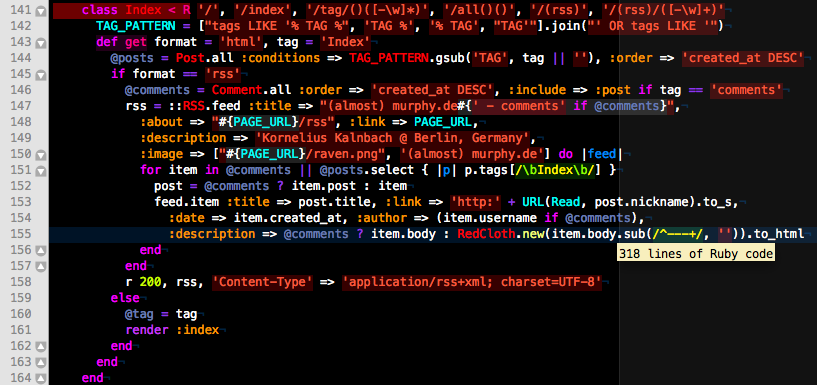 141 class Index < R '/', '/index', '/tag/()([-\w]*)', '/all()()', '/(rss)', '/(rss)/([-\w]+)'
142 TAG_PATTERN = ["tags LIKE '% TAG %", 'TAG %', '% TAG', "TAG'"].join("' OR tags LIKE '")
143 def get format = 'html', tag = 'Index'
144 @posts = Post.all :conditions => TAG_PATTERN.gsub('TAG', tag || ''), :order => 'created_at DESC'
145 if format == 'rss'
146 @comments = Comment.all :order => 'created_at DESC', :include => :post if tag == 'comments'
147 rss = ::RSS.feed :title => "(almost) murphy.de#{' - comments' if @comments}",
148 :about => "#{PAGE_URL}/rss", :link => PAGE_URL,
149 :description => 'Kornelius Kalnbach @ Berlin, Germany',
150 :image => ["#{PAGE_URL}/raven.png", '(almost) murphy.de'] do |feed|
151 for item in @comments || @posts.select { |p| p.tags[/\bIndex\b/] }
152 post = @comments ? item.post : item
153 feed.item :title => post.title, :link => 'http:' + URL(Read, post.nickname).to_s,
154 :date => item.created_at, :author => (item.username if @comments),
155 :description => @comments ? item.body : RedCloth.new(item.body.sub(/^---+/, '')).to_html
156 end
318 lines of Ruby code
157 end
158 r 200, rss, 'Content-Type' => 'application/rss+xml; charset=UTF-8'
159 else
160 @tag = tag
161 render :index
162 end
163 end
164 end